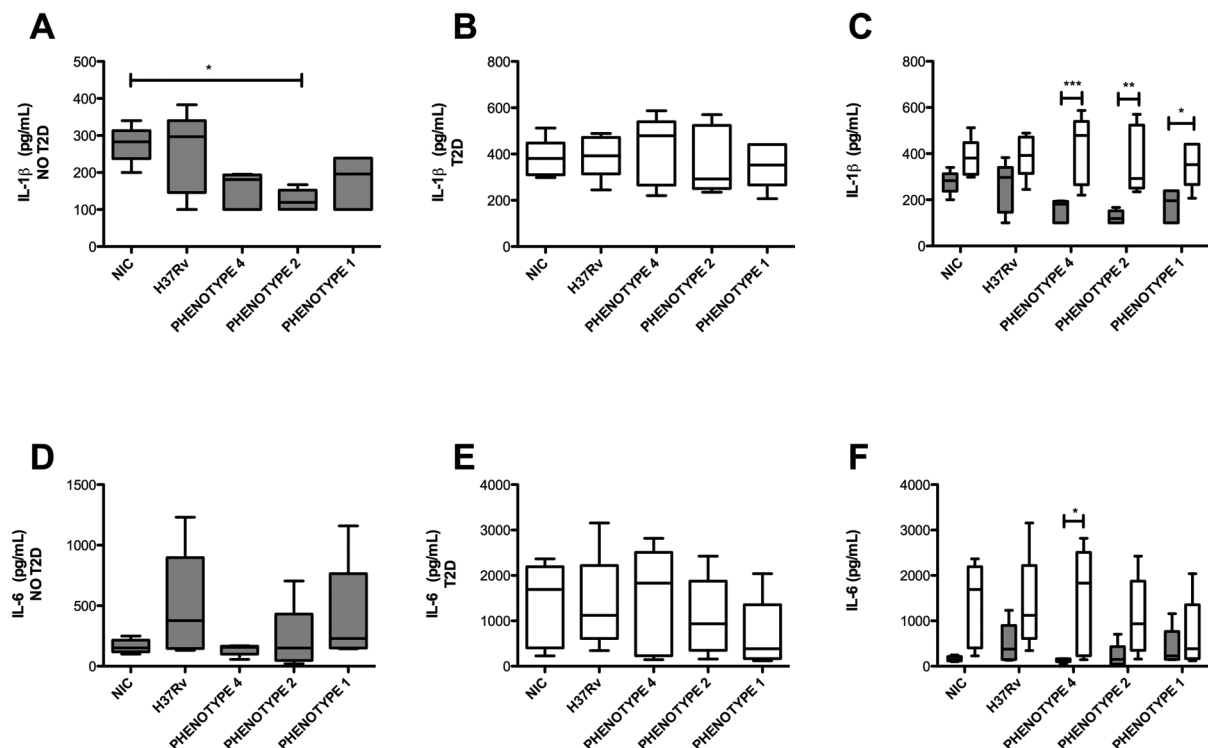 A
IL-1β (pg/mL)
NO T2D
500
400
300
200
100
0
*
NIC
H37Rv
PHENOTYPE 4
PHENOTYPE 2
PHENOTYPE 1
B
IL-1β (pg/mL)
T2D
800
600
400
200
0
NIC
H37Rv
PHENOTYPE 4
PHENOTYPE 2
PHENOTYPE 1
C
IL-1β (pg/mL)
800
600
400
200
0
***
**
*
NIC
H37Rv
PHENOTYPE 4
PHENOTYPE 2
PHENOTYPE 1
D
IL-6 (pg/mL)
NO T2D
1500
1000
500
0
NIC
H37Rv
PHENOTYPE 4
PHENOTYPE 2
PHENOTYPE 1
E
IL-6 (pg/mL)
T2D
4000
3000
2000
1000
0
NIC
H37Rv
PHENOTYPE 4
PHENOTYPE 2
PHENOTYPE 1
F
IL-6 (pg/mL)
4000
3000
2000
1000
0
*
NIC
H37Rv
PHENOTYPE 4
PHENOTYPE 2
PHENOTYPE 1